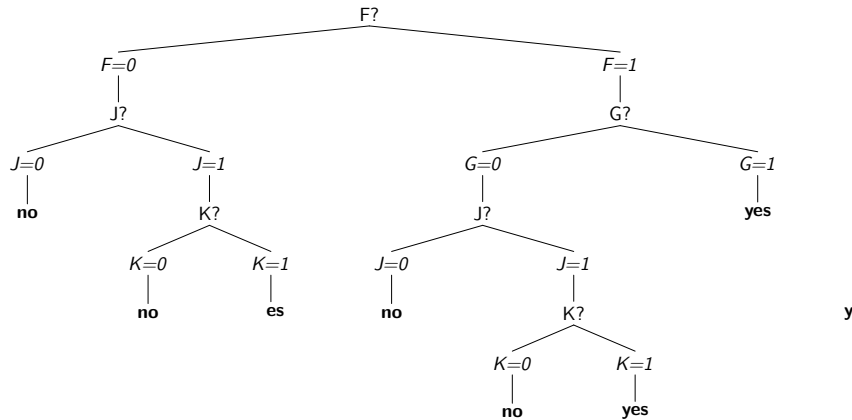 F?
F=0 F=1
J? G?
J=0 J=1 G=0 G=1
no K? J? yes
K=0 K=1 J=0 J=1
no es no K? y
K=0 K=1
no yes